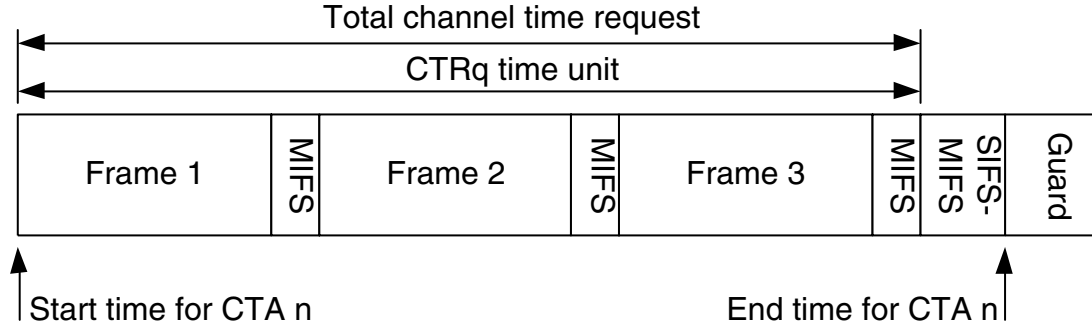 Total channel time request
CTRq time unit
Frame 1
MIFS
Frame 2
MIFS
Frame 3
MIFS
SIFS-
MIFS
Guard
Start time for CTA n
End time for CTA n